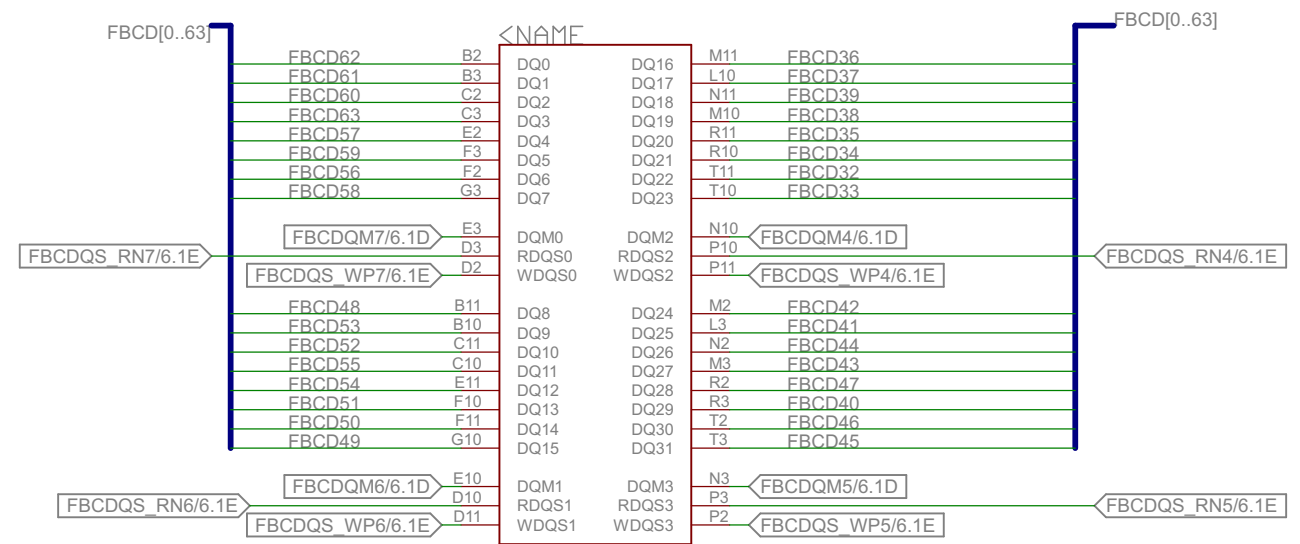 FBCD[0..63] FBCD[0..63]
<NAME
FBCD62 B2 DQ0 DQ16 M11 FBCD36
FBCD61 B3 DQ1 DQ17 L10 FBCD37
FBCD60 C2 DQ2 DQ18 N11 FBCD39
FBCD63 C3 DQ3 DQ19 M10 FBCD38
FBCD57 E2 DQ4 DQ20 R11 FBCD35
FBCD59 F3 DQ5 DQ21 R10 FBCD34
FBCD56 F2 DQ6 DQ22 T11 FBCD32
FBCD58 G3 DQ7 DQ23 T10 FBCD33
FBCDQM7/6.1D E3 DQM0 DQM2 N10 FBCDQM4/6.1D
FBCDQS_RN7/6.1E D3 RDQS0 RDQS2 P10 FBCDQS_RN4/6.1E
FBCDQS_WP7/6.1E D2 WDQS0 WDQS2 P11 FBCDQS_WP4/6.1E
FBCD48 B11 DQ8 DQ24 M2 FBCD42
FBCD53 B10 DQ9 DQ25 L3 FBCD41
FBCD52 C11 DQ10 DQ26 N2 FBCD44
FBCD55 C10 DQ11 DQ27 M3 FBCD43
FBCD54 E11 DQ12 DQ28 R2 FBCD47
FBCD51 F10 DQ13 DQ29 R3 FBCD40
FBCD50 F11 DQ14 DQ30 T2 FBCD46
FBCD49 G10 DQ15 DQ31 T3 FBCD45
FBCDQM6/6.1D E10 DQM1 DQM3 N3 FBCDQM5/6.1D
FBCDQS_RN6/6.1E D10 RDQS1 RDQS3 P3 FBCDQS_RN5/6.1E
FBCDQS_WP6/6.1E D11 WDQS1 WDQS3 P2 FBCDQS_WP5/6.1E